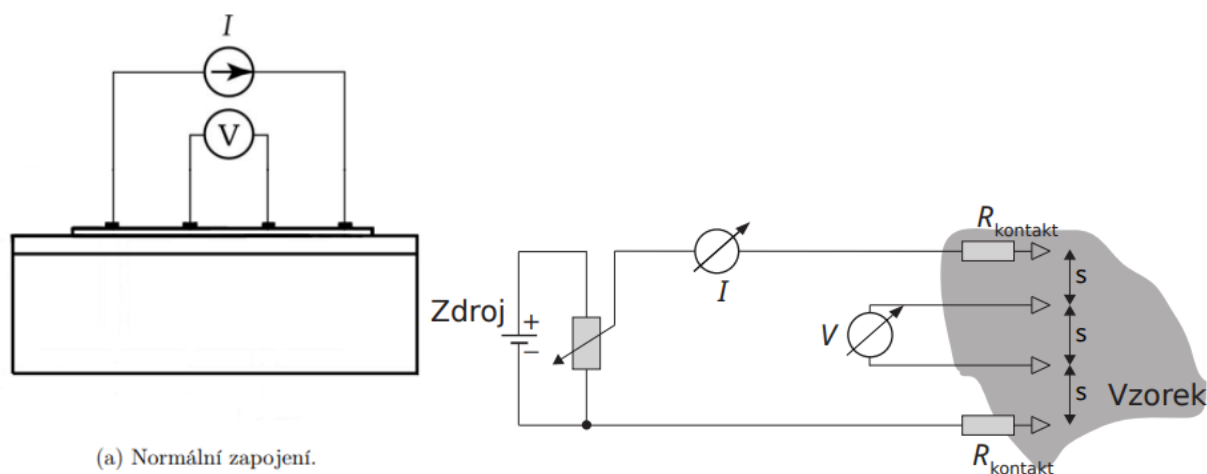 I
V
(a) Normální zapojení.
Zdroj
+
−
I
V
R kontakt
s
s
s
Vzorek
R kontakt